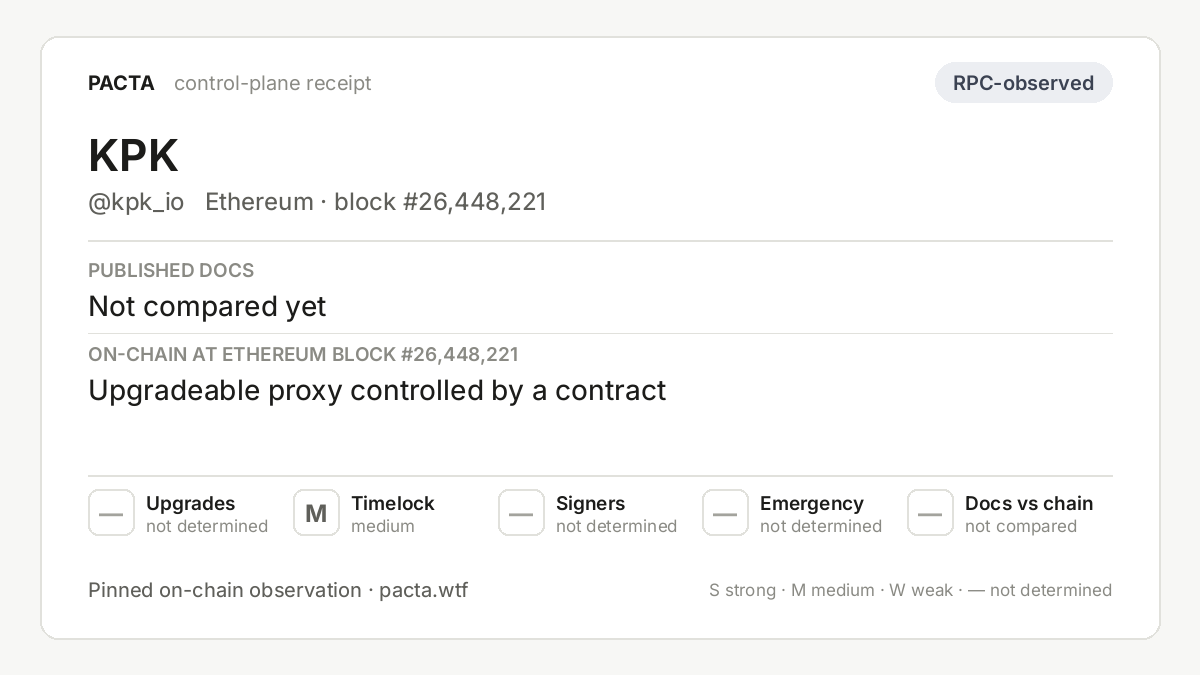 PACTA control-plane receipt
RPC-observed
KPK
@kpk_io Ethereum · block #26,448,221
PUBLISHED DOCS
Not compared yet
ON-CHAIN AT ETHEREUM BLOCK #26,448,221
Upgradeable proxy controlled by a contract
— Upgrades
not determined
M Timelock
medium
— Signers
not determined
— Emergency
not determined
— Docs vs chain
not compared
Pinned on-chain observation · pacta.wtf
S strong · M medium · W weak · — not determined